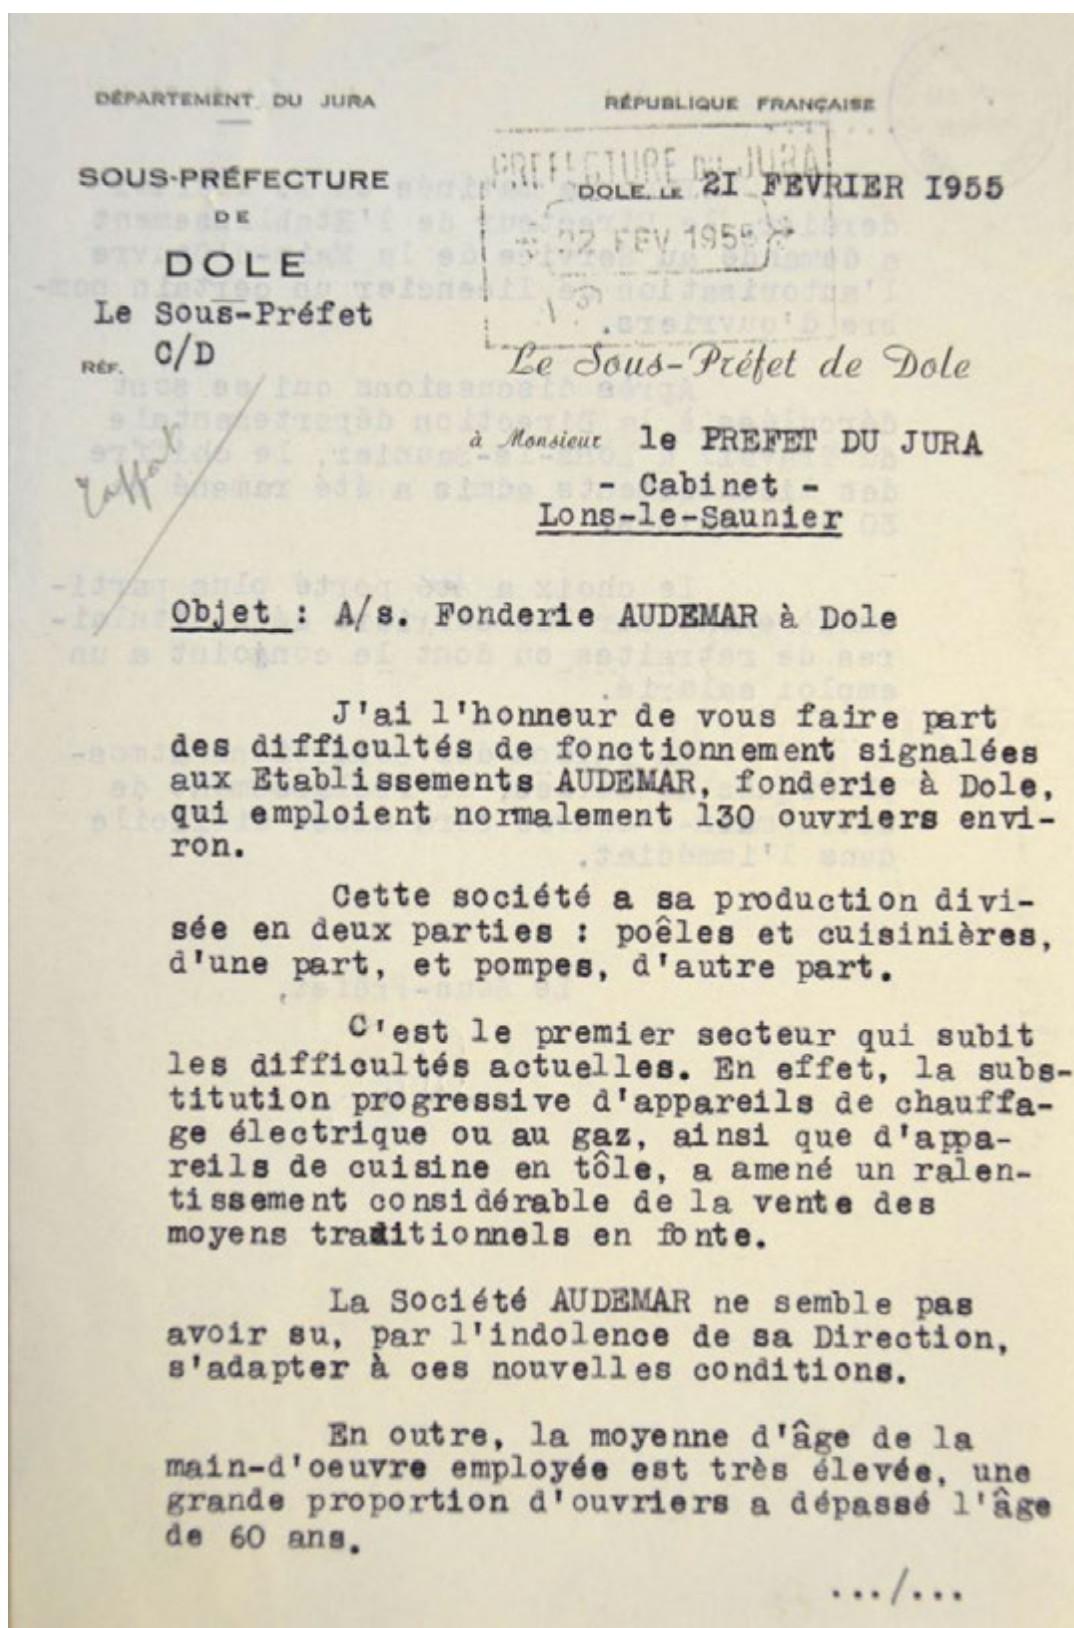 DÉPARTEMENT DU JURA
RÉPUBLIQUE FRANÇAISE
PREFECTURE DU JURA
SOUS-PRÉFECTURE
DOLE, LE 21 FEVRIER 1955
DE
22 FEV 1955
DOLE
Le Sous-Préfet
RÉF. C/D
Le Sous-Préfet de Dole
à Monsieur le PREFET DU JURA
- Cabinet -
Lons-le-Saunier
Objet : A/s. Fonderie AUDEMAR à Dole
J'ai l'honneur de vous faire part
des difficultés de fonctionnement signalées
aux Etablissements AUDEMAR, fonderie à Dole,
qui emploient normalement 130 ouvriers envi-
ron.
Cette société a sa production divi-
sée en deux parties : poêles et cuisinières,
d'une part, et pompes, d'autre part.
C'est le premier secteur qui subit
les difficultés actuelles. En effet, la subs-
titution progressive d'appareils de chauffa-
ge électrique ou au gaz, ainsi que d'appa-
reils de cuisine en tôle, a amené un ralen-
tissement considérable de la vente des
moyens traditionnels en fonte.
La Société AUDEMAR ne semble pas
avoir su, par l'indolence de sa Direction,
s'adapter à ces nouvelles conditions.
En outre, la moyenne d'âge de la
main-d'oeuvre employée est très élevée, une
grande proportion d'ouvriers a dépassé l'âge
de 60 ans.
.../...